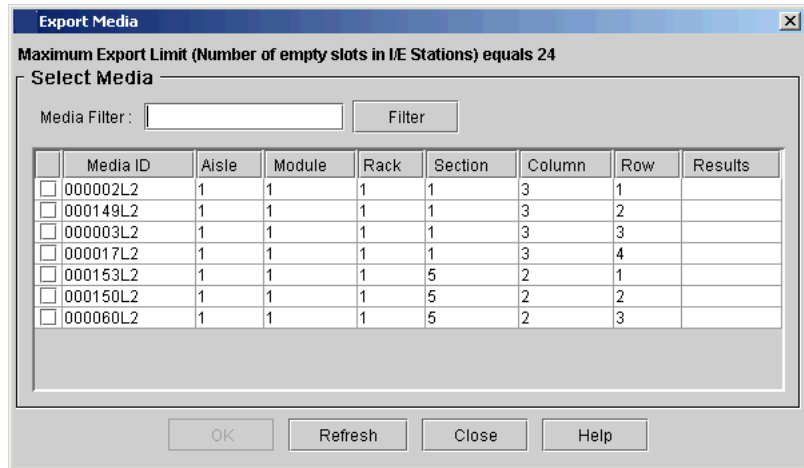 Export Media
Maximum Export Limit (Number of empty slots in I/E Stations) equals 24
Select Media
Media Filter : Filter
Media ID Aisle Module Rack Section Column Row Results
000002L2 1 1 1 1 3 1
000149L2 1 1 1 1 3 2
000003L2 1 1 1 1 3 3
000017L2 1 1 1 1 3 4
000153L2 1 1 1 5 2 1
000150L2 1 1 1 5 2 2
000060L2 1 1 1 5 2 3
OK Refresh Close Help